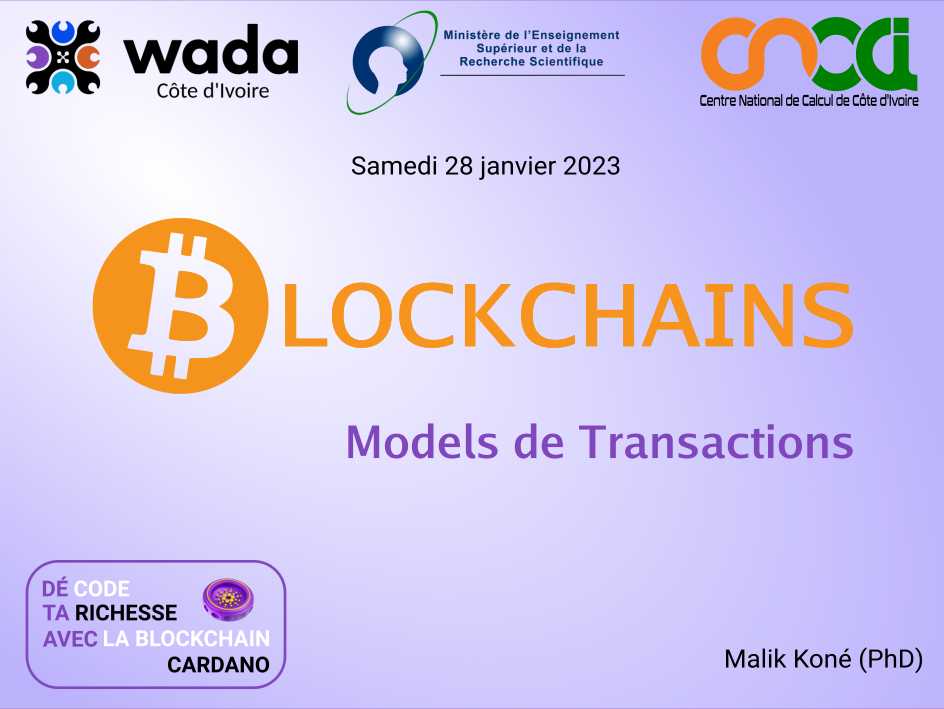 wada
Côte d'Ivoire
Ministère de l'Enseignement
Supérieur et de la
Recherche Scientifique
CNCCI
Centre National de Calcul de Côte d'Ivoire
Samedi 28 janvier 2023
BLOCKCHAINS
Models de Transactions
DÉ CODE
TA RICHESSE
AVEC LA BLOCKCHAIN
CARDANO
Malik Koné (PhD)